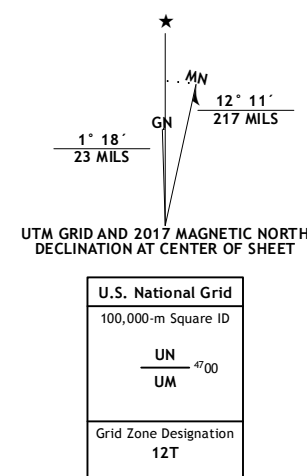 ★
MN
GN
12° 11´
217 MILS
1° 18´
23 MILS
UTM GRID AND 2017 MAGNETIC NORTH
DECLINATION AT CENTER OF SHEET
U.S. National Grid
100,000-m Square ID
UN
4700
UM
Grid Zone Designation
12T